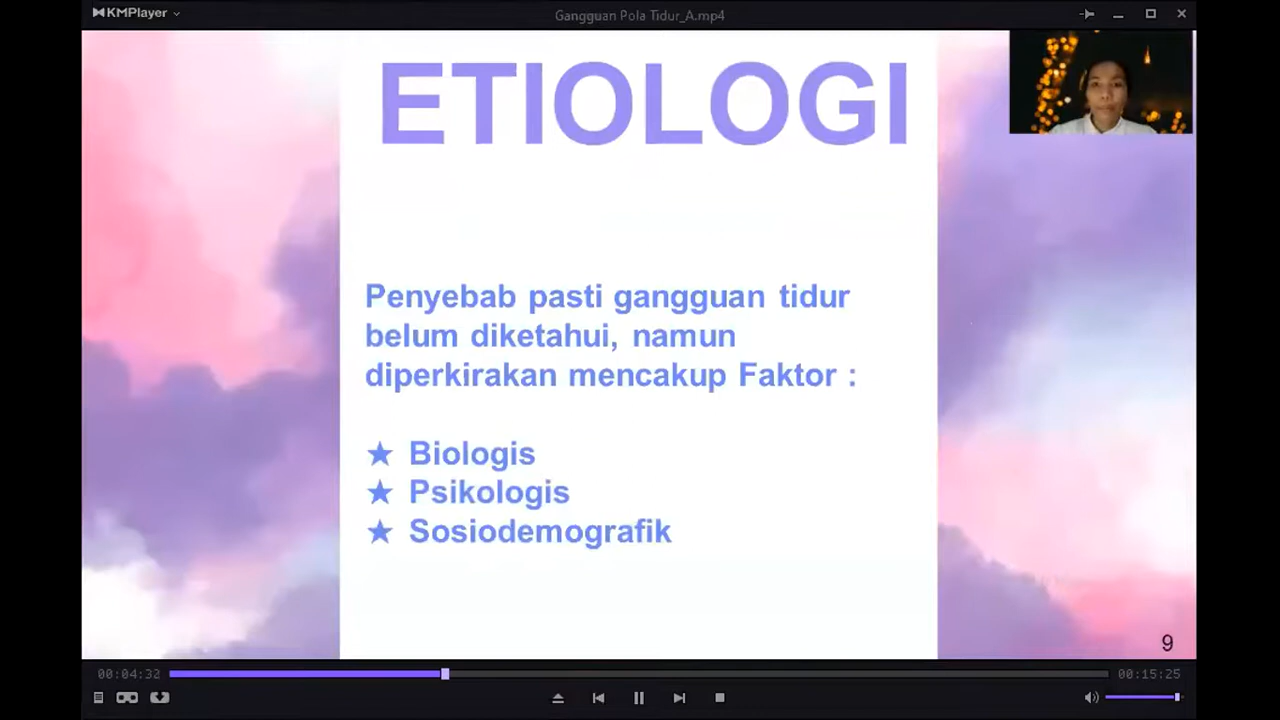 KMPlayer
Gangguan Pola Tidur_A.mp4
ETIOLOGI
Penyebab pasti gangguan tidur
belum diketahui, namun
diperkirakan mencakup Faktor :
★ Biologis
★ Psikologis
★ Sosiodemografik
9
00:04:32
00:15:25